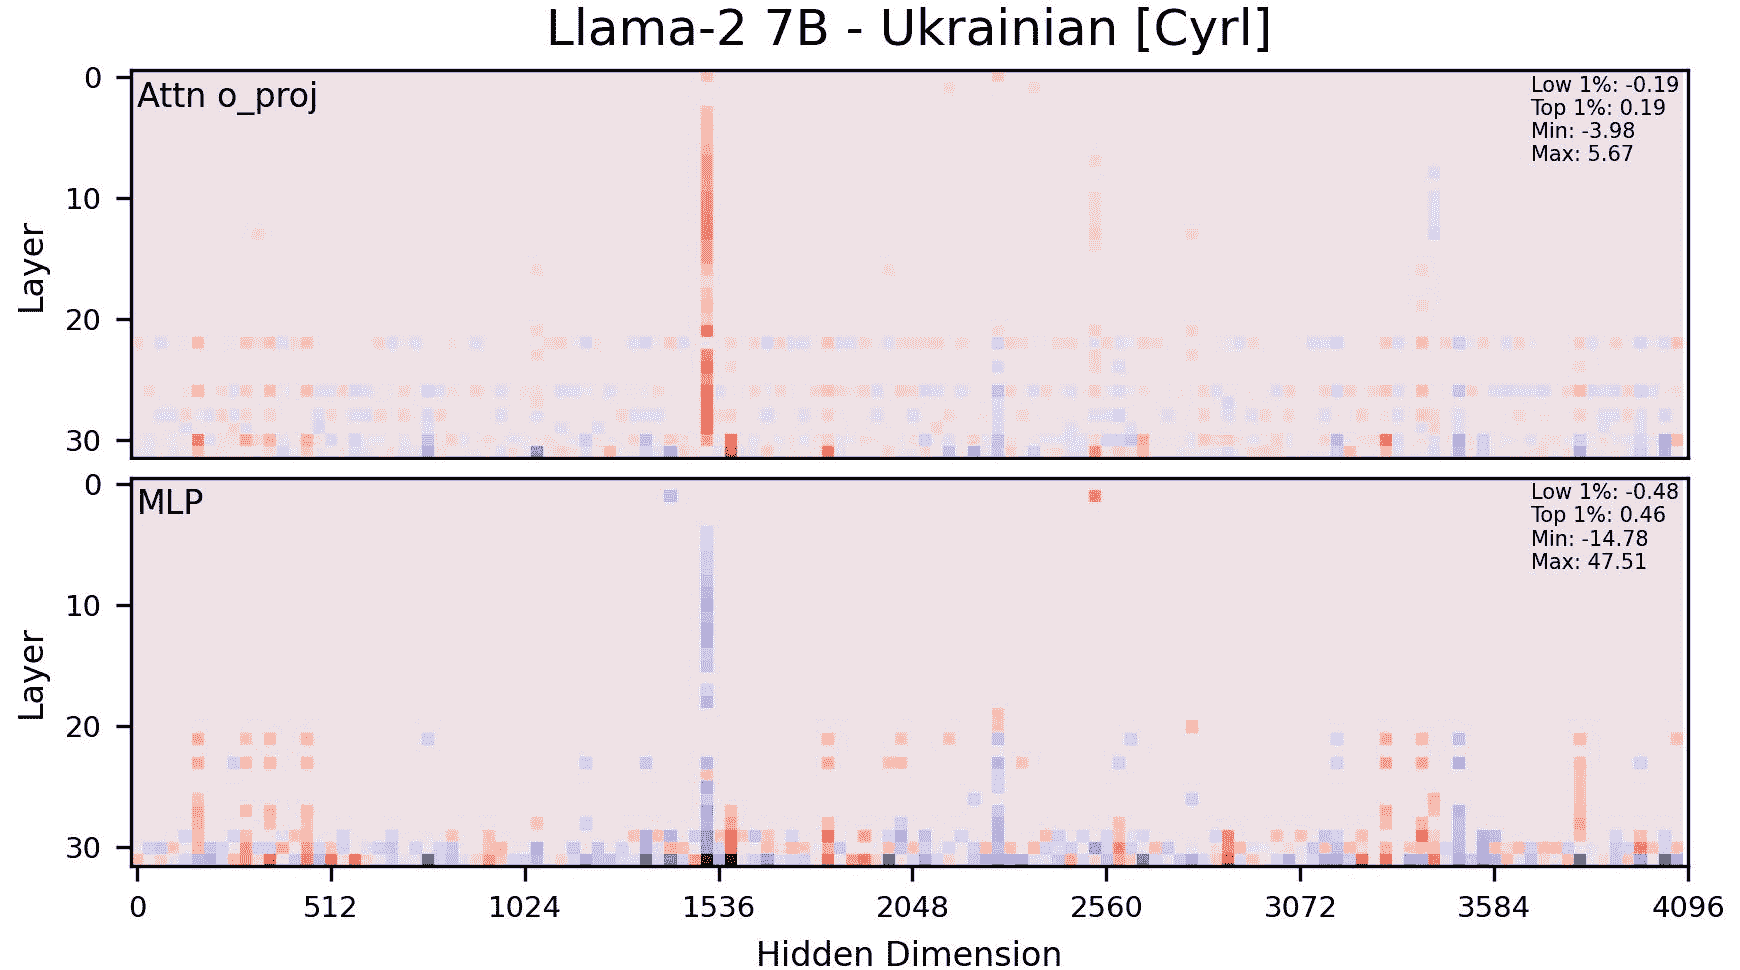 Llama-2 7B - Ukrainian [Cyrl]
Attn o_proj
Low 1%: -0.19
Top 1%: 0.19
Min: -3.98
Max: 5.67
0
10
20
30
Layer
MLP
Low 1%: -0.48
Top 1%: 0.46
Min: -14.78
Max: 47.51
0
10
20
30
Layer
0 512 1024 1536 2048 2560 3072 3584 4096
Hidden Dimension